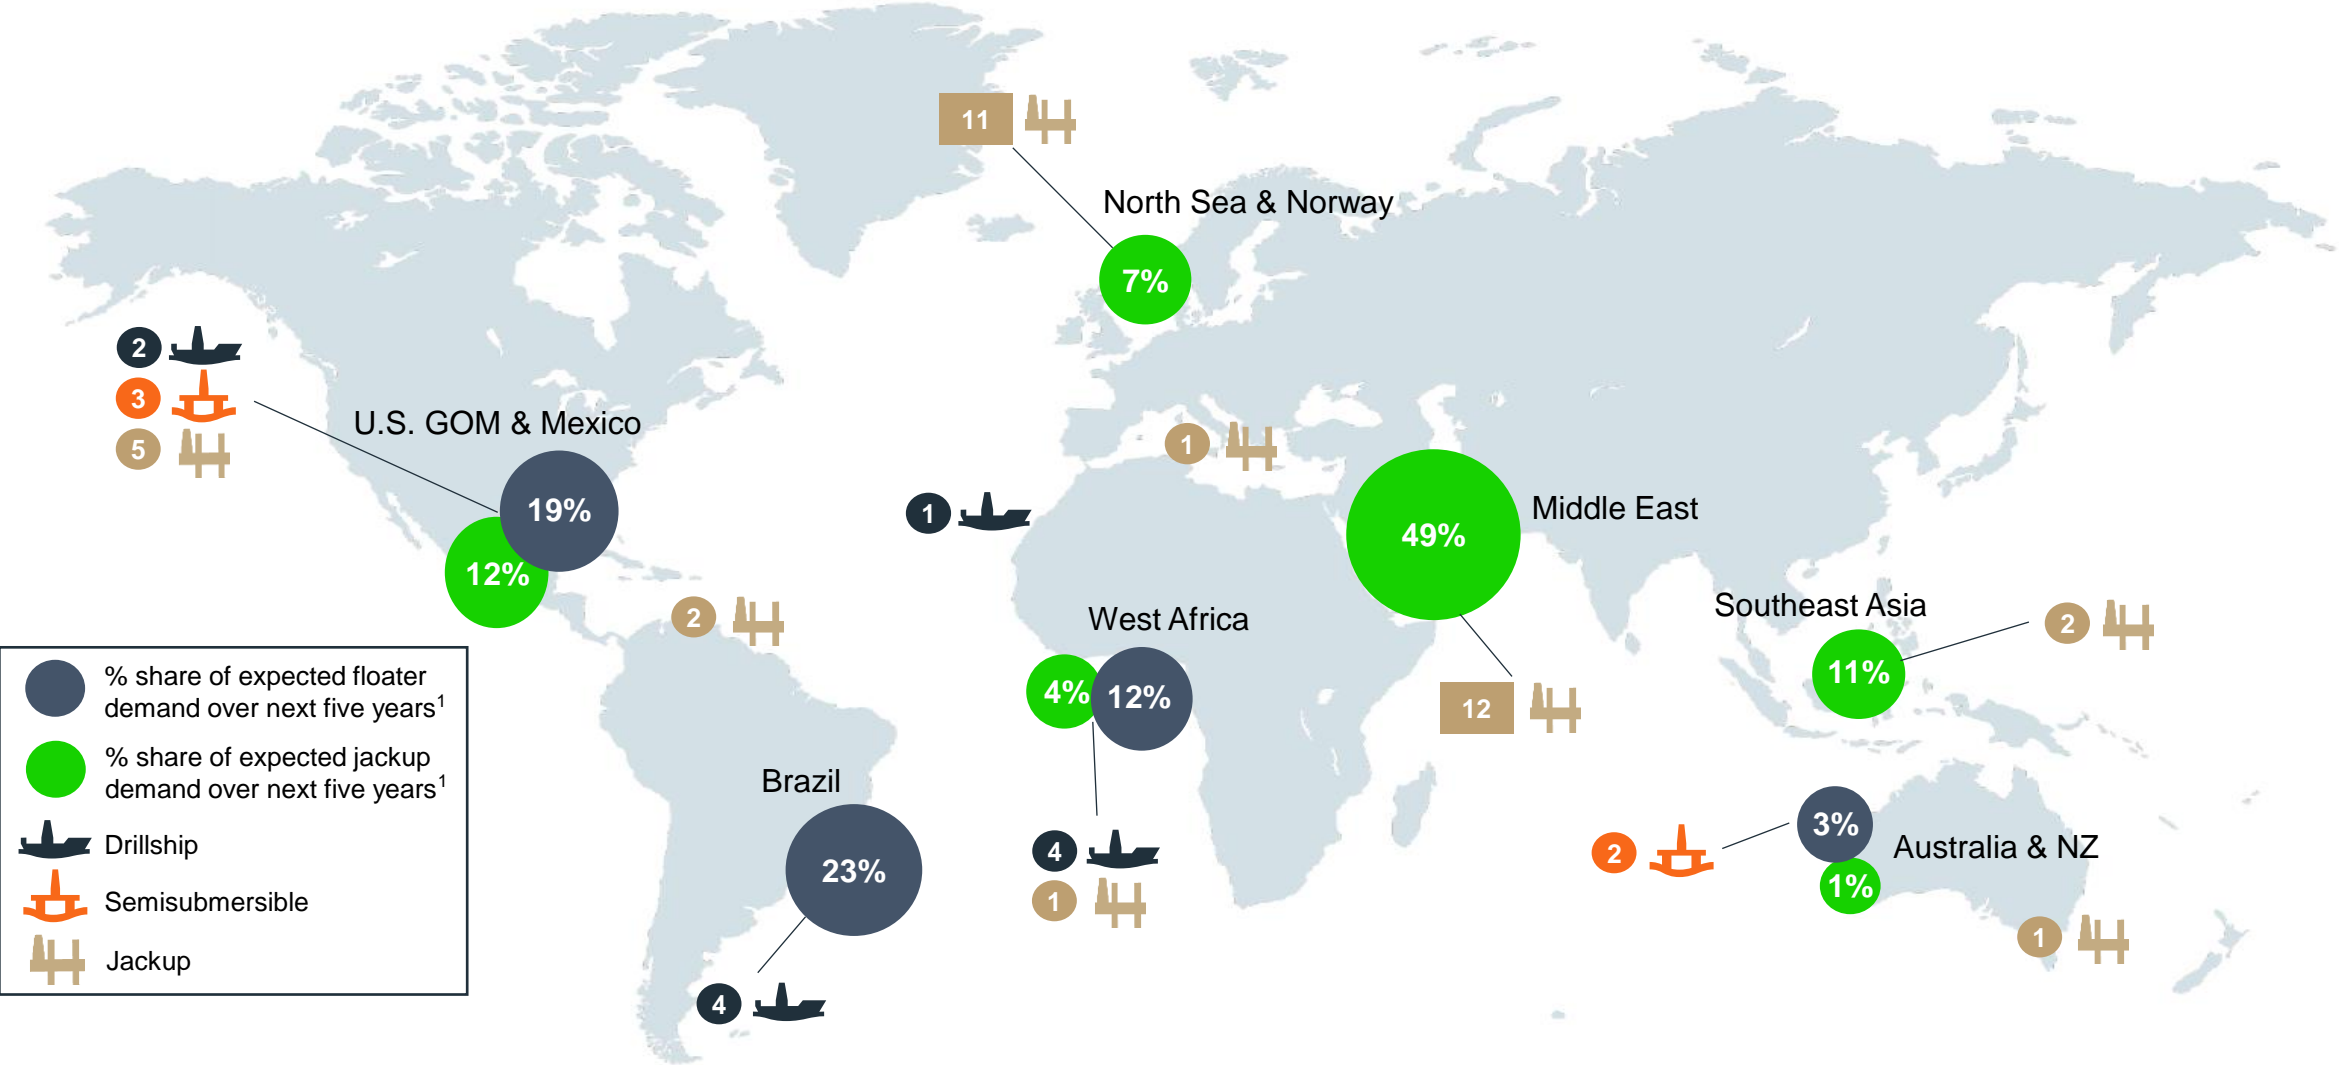 11
North Sea & Norway
7%
2
3
5
U.S. GOM & Mexico
19%
12%
1
1
49%
Middle East
12
2
West Africa
4%
12%
4
1
Southeast Asia
11%
2
% share of expected floater
demand over next five years¹
% share of expected jackup
demand over next five years¹
Drillship
Semisubmersible
Jackup
Brazil
23%
4
2
3%
Australia & NZ
1%
1